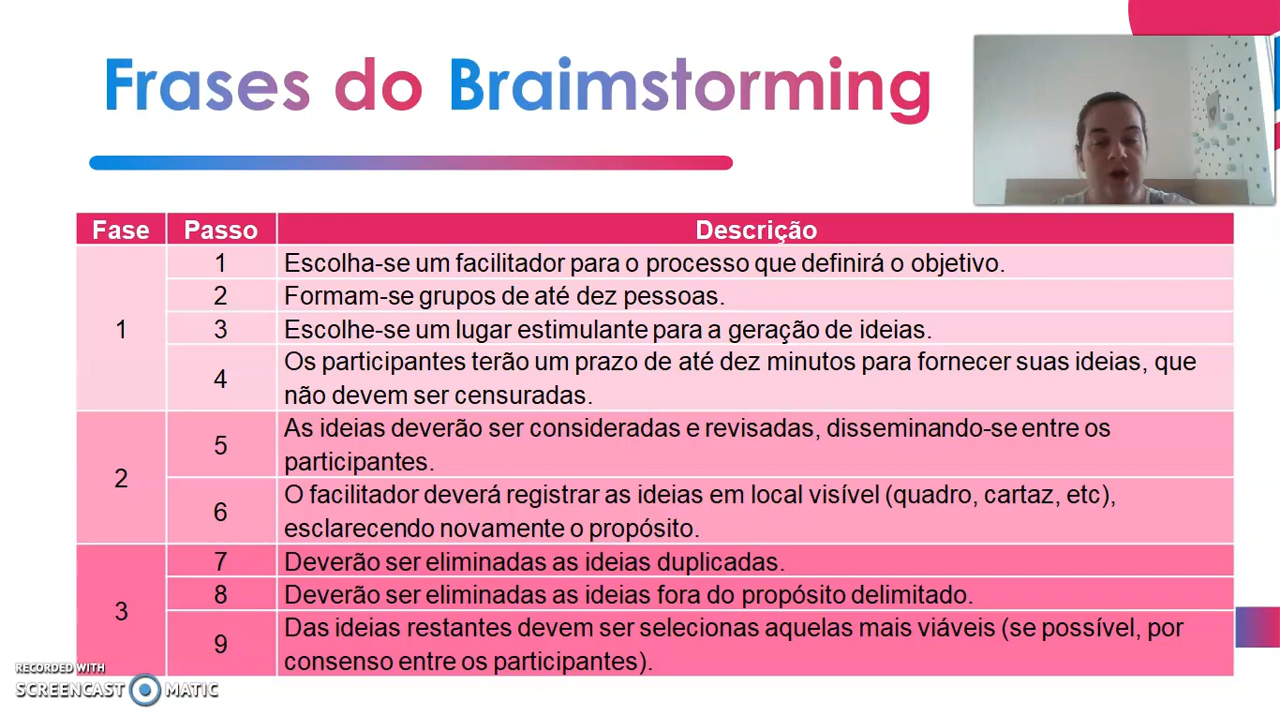 Frases do Braimstorming
Fase Passo Descrição
1
1 Escolha-se um facilitador para o processo que definirá o objetivo.
2 Formam-se grupos de até dez pessoas.
3 Escolhe-se um lugar estimulante para a geração de ideias.
4 Os participantes terão um prazo de até dez minutos para fornecer suas ideias, que
não devem ser censuradas.
2
5 As ideias deverão ser consideradas e revisadas, disseminando-se entre os
participantes.
6 O facilitador deverá registrar as ideias em local visível (quadro, cartaz, etc),
esclarecendo novamente o propósito.
3
7 Deverão ser eliminadas as ideias duplicadas.
8 Deverão ser eliminadas as ideias fora do propósito delimitado.
9 Das ideias restantes devem ser selecionas aquelas mais viáveis (se possível, por
consenso entre os participantes).
RECORDED WITH
SCREENCAST MATIC